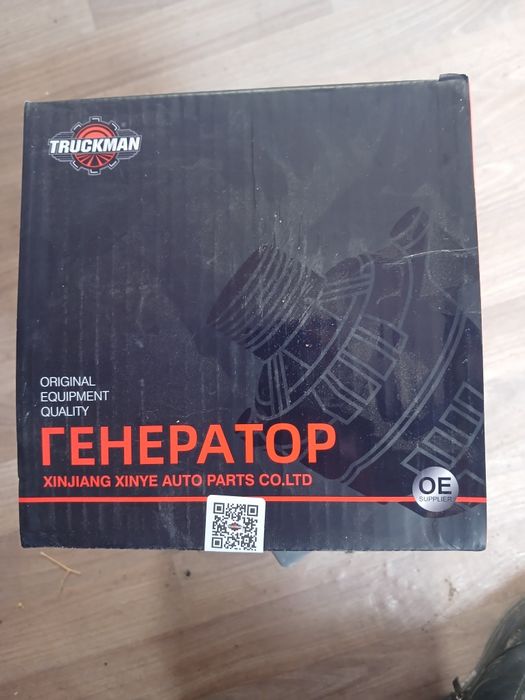 TRUCKMAN
ORIGINAL
EQUIPMENT
QUALITY
ГЕНЕРАТОР
XINJIANG XINYE AUTO PARTS CO.LTD
OE
SUPPLIER